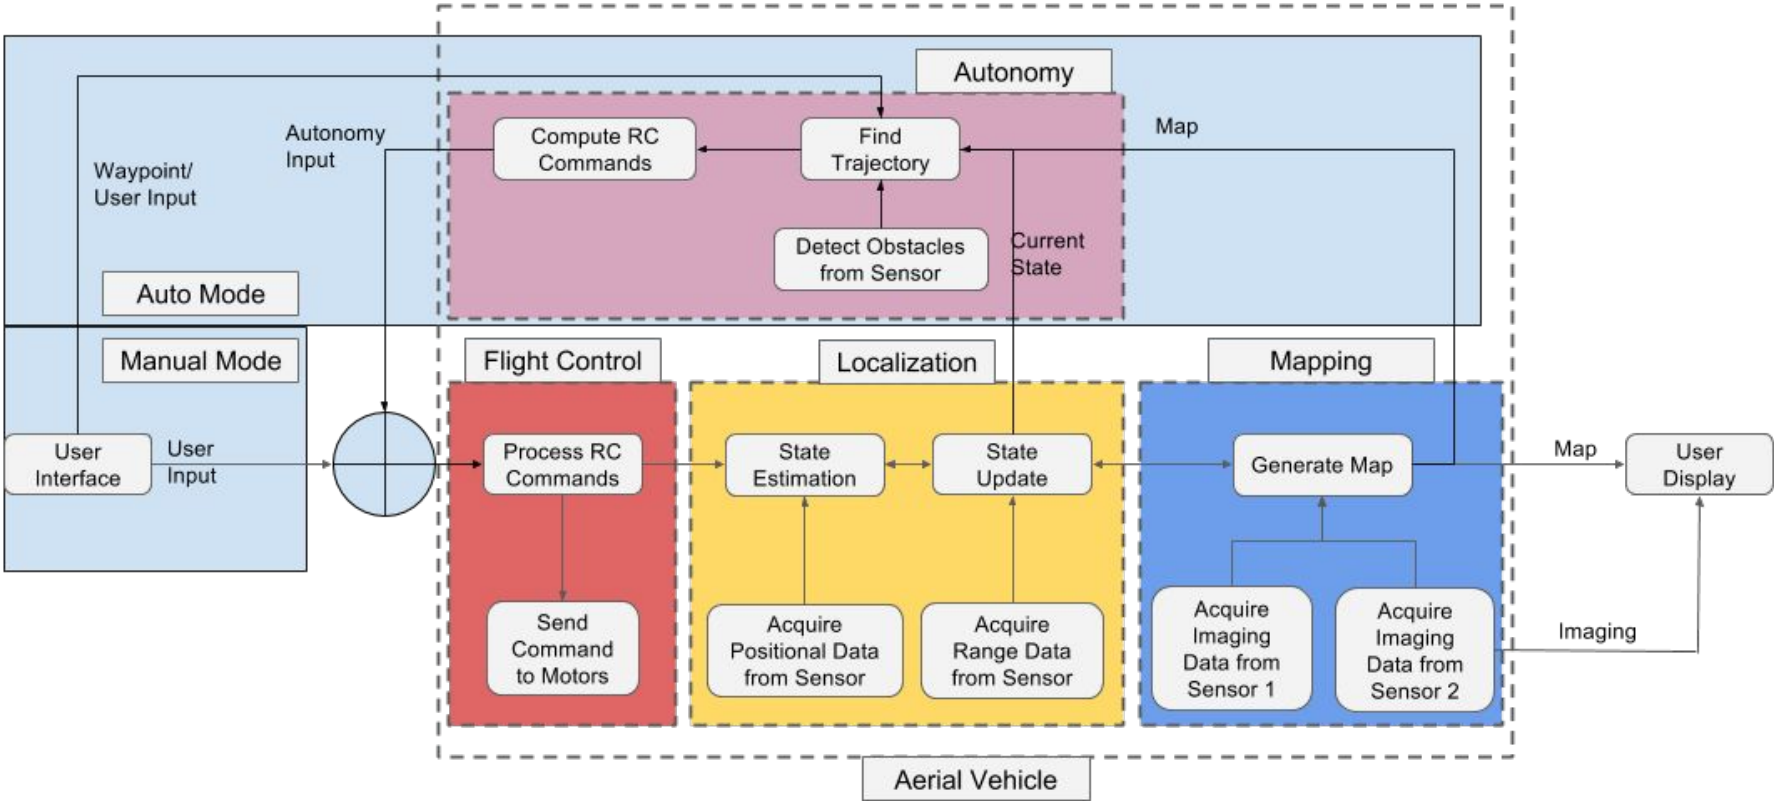 Autonomy
Autonomy
Input
Compute RC
Commands
Find
Trajectory
Map
Waypoint/
User Input
Detect Obstacles
from Sensor
Current
State
Auto Mode
Manual Mode
Flight Control
Localization
Mapping
User
Interface
User
Input
Process RC
Commands
State
Estimation
State
Update
Generate Map
Map
User
Display
Send
Command
to Motors
Acquire
Positional Data
from Sensor
Acquire
Range Data
from Sensor
Acquire
Imaging
Data from
Sensor 1
Acquire
Imaging
Data from
Sensor 2
Imaging
Aerial Vehicle